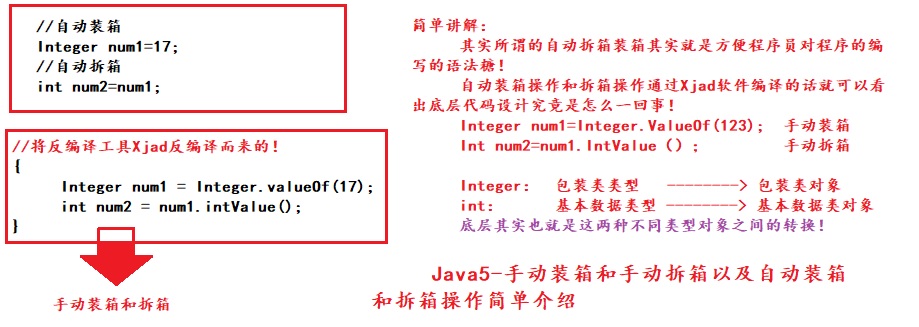 //自动装箱
Integer num1=17;
//自动拆箱
int num2=num1;
//将反编译工具Xjad反编译而来的！
{
Integer num1 = Integer.valueOf(17);
int num2 = num1.intValue();
}
手动装箱和拆箱
简单讲解：
其实所谓的自动拆箱装箱其实就是方便程序员对程序的编
写的语法糖！
自动装箱操作和拆箱操作通过Xjad软件编译的话就可以看
出底层代码设计究竟是怎么一回事！
Integer num1=Integer.ValueOf(123); 手动装箱
Int num2=num1.IntValue（）; 手动拆箱
Integer： 包装类类型 --------> 包装类对象
int： 基本数据类型 --------> 基本数据类对象
底层其实也就是这两种不同类型对象之间的转换！
Java5-手动装箱和手动拆箱以及自动装箱
和拆箱操作简单介绍